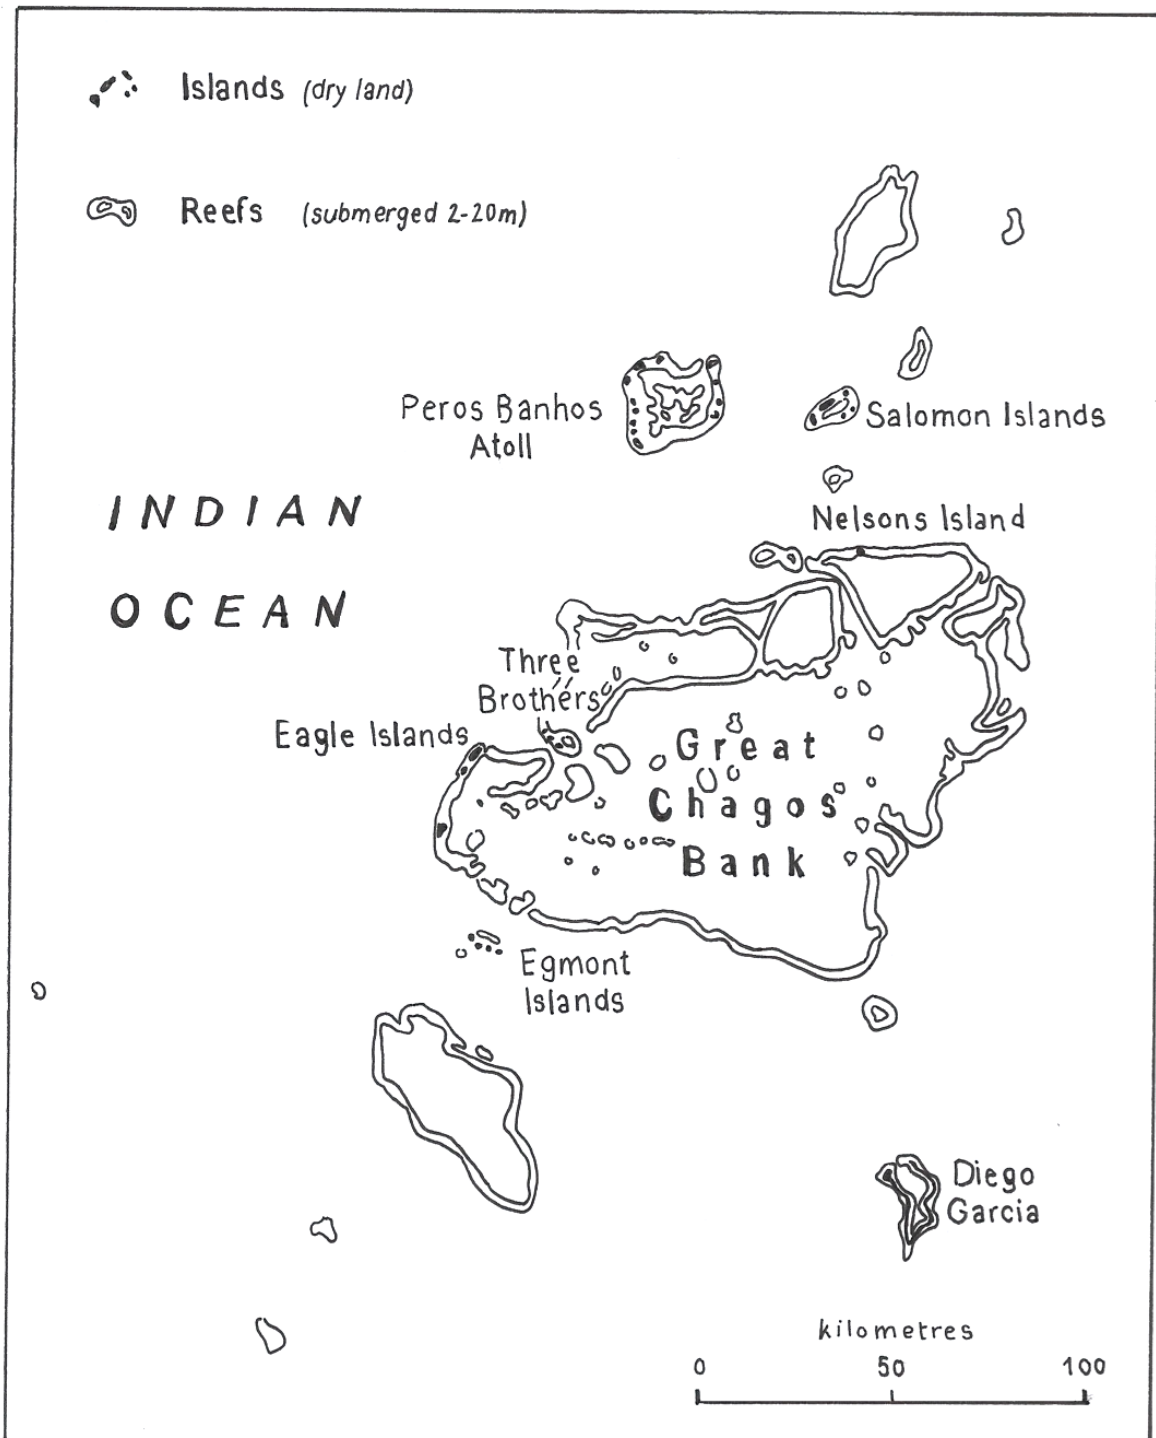 Islands (dry land)
Reefs (submerged 2-20m)
Peros Banhos
Atoll
Salomon Islands
Nelsons Island
INDIAN
OCEAN
Three
Brothers
Eagle Islands
Great
Chagos
Bank
Egmont
Islands
Diego
Garcia
kilometres
0 50 100